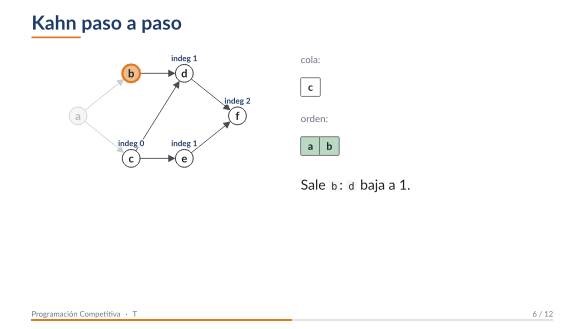 Kahn paso a paso
indeg 1
b
d
indeg 2
a
f
indeg 0
indeg 1
c
e
cola:
c
orden:
a b
Sale b: d baja a 1.
Programación Competitiva · T
6 / 12